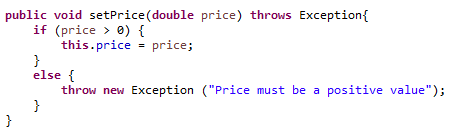 public void setPrice(double price) throws Exception{
    if (price > 0) {
        this.price = price;
    }
    else {
        throw new Exception ("Price must be a positive value");
    }
}